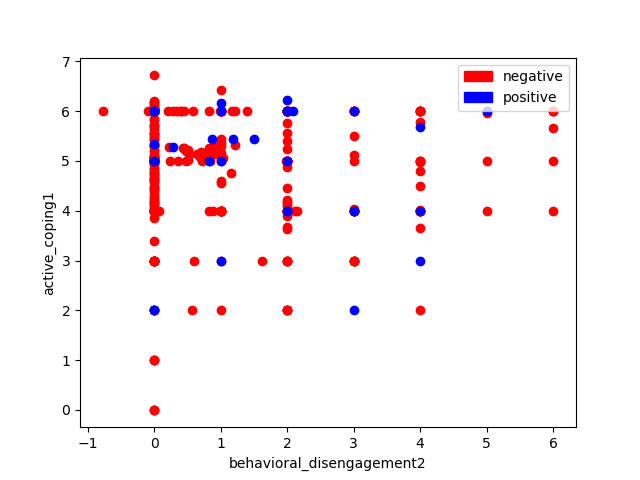 negative
positive
7
6
5
4
3
2
1
0
active_coping1
−1 0 1 2 3 4 5 6
behavioral_disengagement2